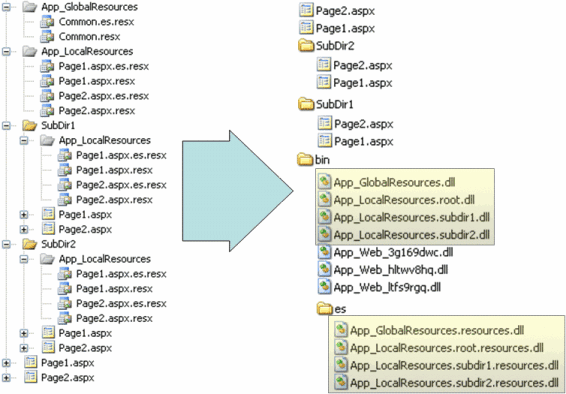 App_GlobalResources
Common.es.resx
Common.resx
App_LocalResources
Page1.aspx.es.resx
Page1.aspx.resx
Page2.aspx.es.resx
Page2.aspx.resx
SubDir1
App_LocalResources
Page1.aspx.es.resx
Page1.aspx.resx
Page2.aspx.es.resx
Page2.aspx.resx
Page1.aspx
Page2.aspx
SubDir2
App_LocalResources
Page1.aspx.es.resx
Page1.aspx.resx
Page2.aspx.es.resx
Page2.aspx.resx
Page1.aspx
Page2.aspx
Page1.aspx
Page2.aspx
Page2.aspx
Page1.aspx
SubDir2
Page2.aspx
Page1.aspx
SubDir1
Page2.aspx
Page1.aspx
bin
App_GlobalResources.dll
App_LocalResources.root.dll
App_LocalResources.subdir1.dll
App_LocalResources.subdir2.dll
App_Web_3g169dwc.dll
App_Web_hltwv8hq.dll
App_Web_ltfs9rgq.dll
es
App_GlobalResources.resources.dll
App_LocalResources.root.resources.dll
App_LocalResources.subdir1.resources.dll
App_LocalResources.subdir2.resources.dll